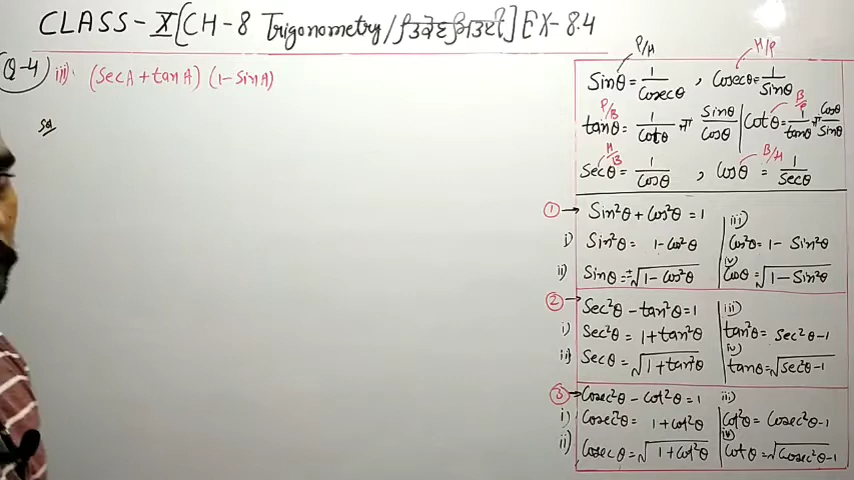 CLASS - X [CH - 8 Trigonometry / ਤਿਕੋਣਮਿਤਈ] EX - 8.4
Q-4 iii) (SecA + tanA) (1 - SinA)
Sol
P/H
H/P
Sinθ = 1/Cosecθ , Cosecθ = 1/Sinθ
P/B
B/P
tanθ = 1/Cotθ ਜਾਂ Sinθ/Cosθ | Cotθ = 1/tanθ ਜਾਂ Cosθ/Sinθ
H/B
B/H
Secθ = 1/Cosθ , Cosθ = 1/Secθ
① → Sin²θ + Cos²θ = 1
i) Sin²θ = 1 - Cos²θ
iii) Cos²θ = 1 - Sin²θ
ii) Sinθ = ±√1 - Cos²θ
iv) Cosθ = √1 - Sin²θ
② → Sec²θ - tan²θ = 1
i) Sec²θ = 1 + tan²θ
iii) tan²θ = Sec²θ - 1
ii) Secθ = √1 + tan²θ
iv) tanθ = √Sec²θ - 1
③ → Cosec²θ - Cot²θ = 1
i) Cosec²θ = 1 + Cot²θ
iii) Cot²θ = Cosec²θ - 1
ii) Cosecθ = √1 + Cot²θ
iv) Cotθ = √Cosec²θ - 1